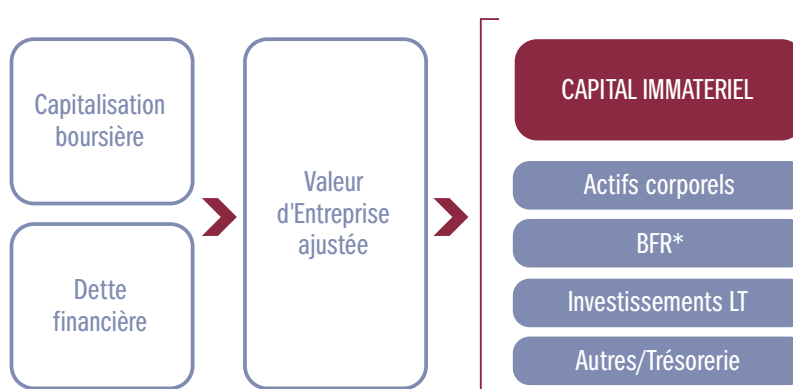 Capitalisation
boursière
Dette
financière
Valeur
d'Entreprise
ajustée
CAPITAL IMMATERIEL
Actifs corporels
BFR*
Investissements LT
Autres/Trésorerie